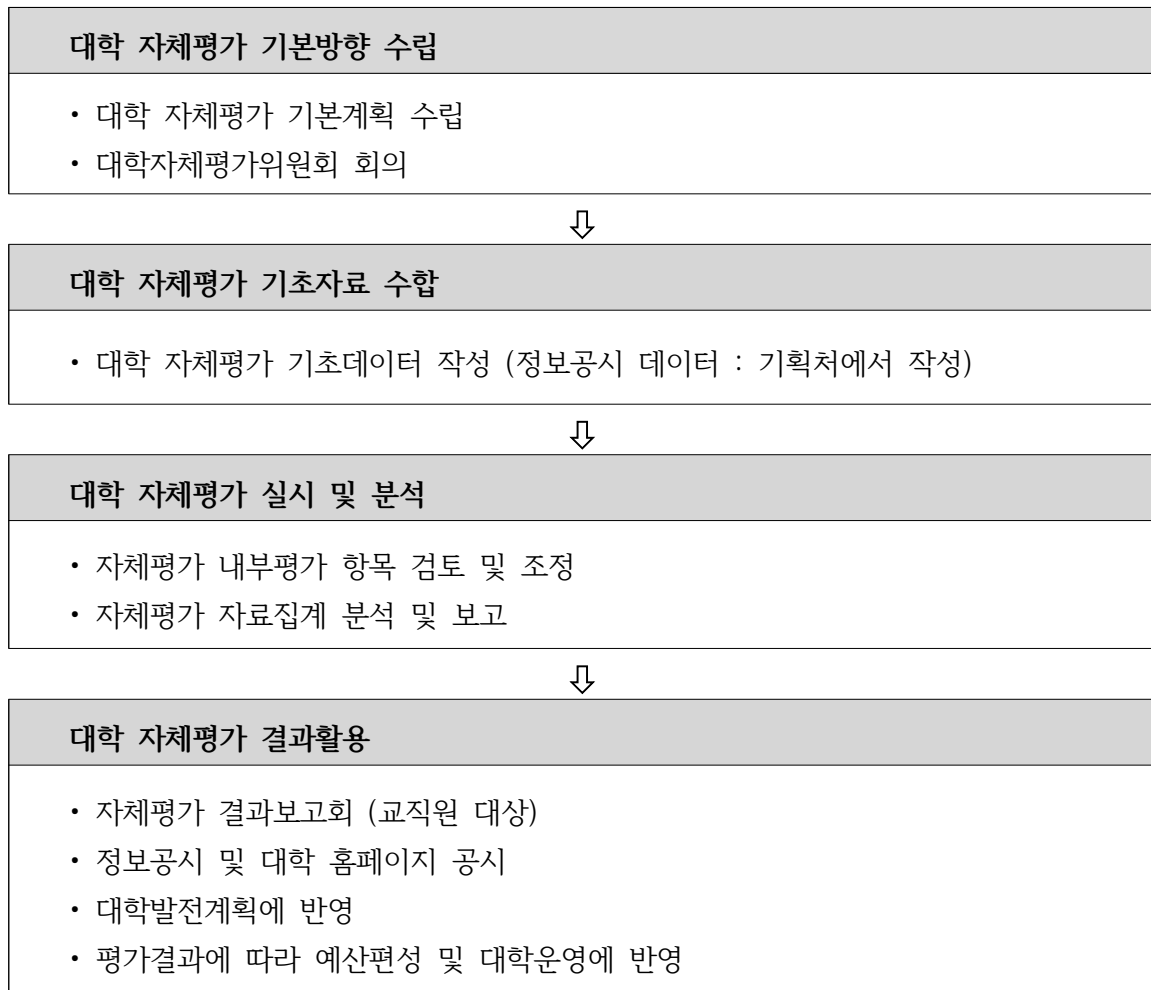 대학 자체평가 기본방향 수립
• 대학 자체평가 기본계획 수립
• 대학자체평가위원회 회의
⇩
대학 자체평가 기초자료 수합
• 대학 자체평가 기초데이터 작성 (정보공시 데이터 : 기획처에서 작성)
⇩
대학 자체평가 실시 및 분석
• 자체평가 내부평가 항목 검토 및 조정
• 자체평가 자료집계 분석 및 보고
⇩
대학 자체평가 결과활용
• 자체평가 결과보고회 (교직원 대상)
• 정보공시 및 대학 홈페이지 공시
• 대학발전계획에 반영
• 평가결과에 따라 예산편성 및 대학운영에 반영